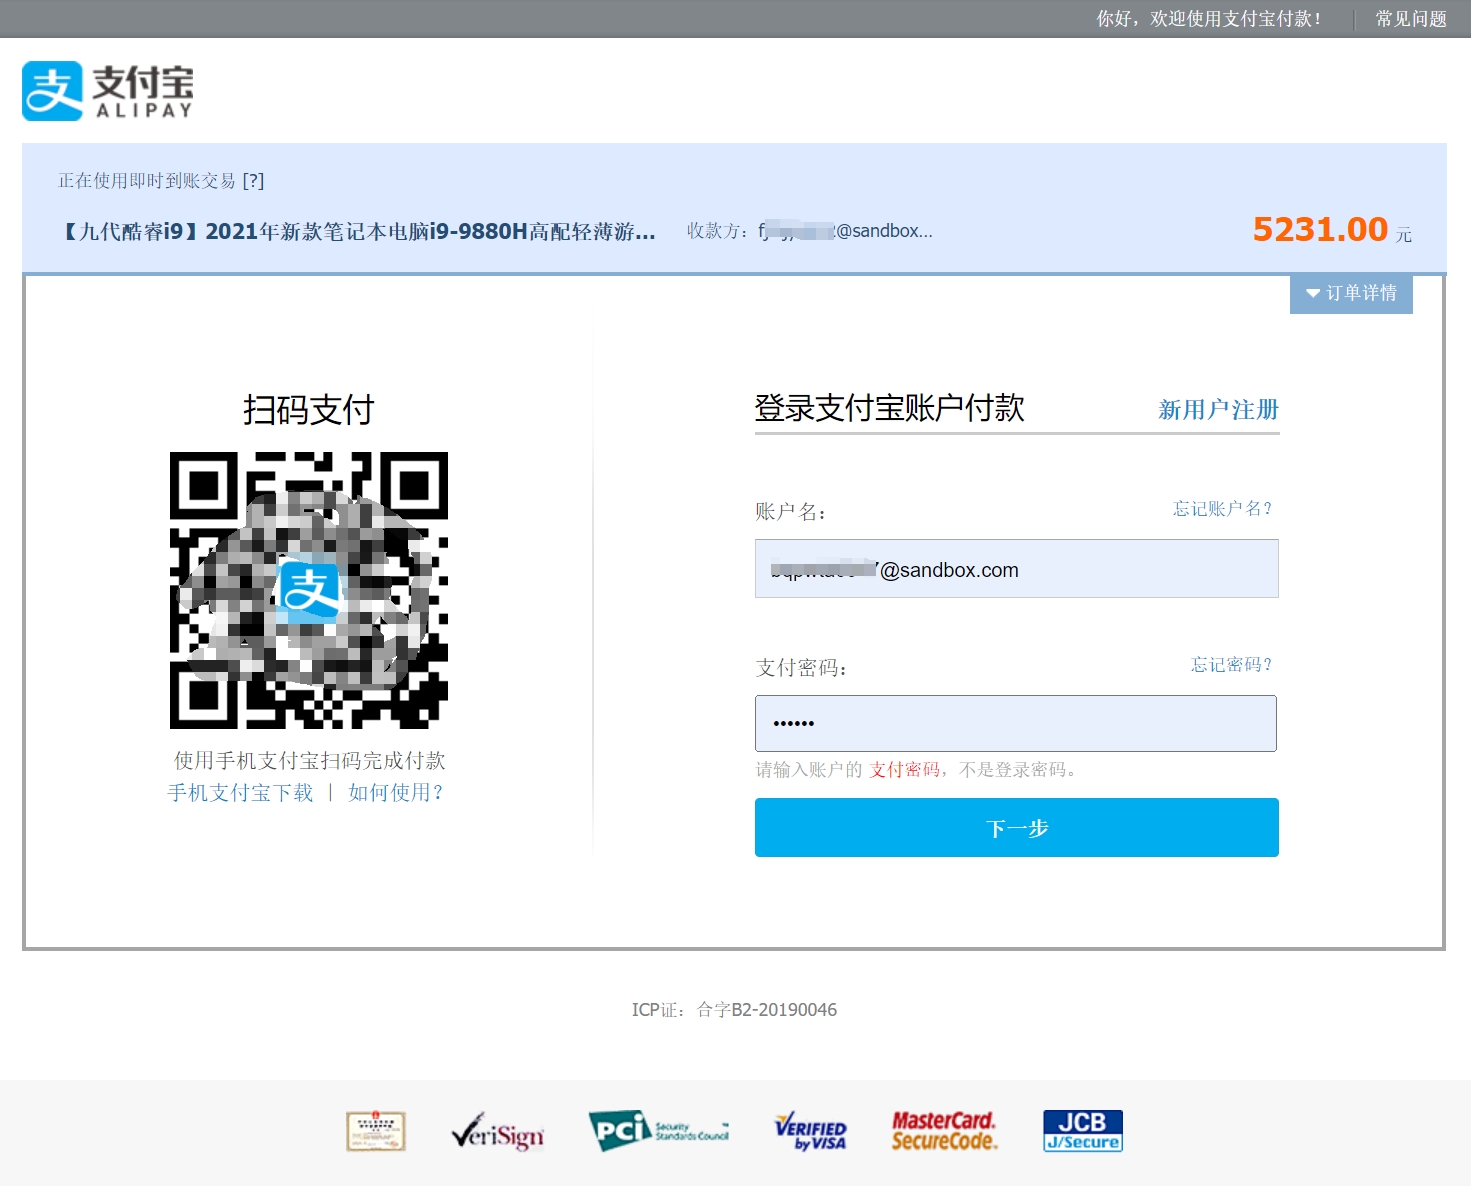 你好，欢迎使用支付宝付款！ 常见问题
支 支付宝
ALIPAY
正在使用即时到账交易 [?]
【九代酷睿i9】2021年新款笔记本电脑i9-9880H高配轻薄游... 收款方： @sandbox... 5231.00 元
订单详情
扫码支付
登录支付宝账户付款 新用户注册
账户名： 忘记账户名？
@sandbox.com
支
支付密码： 忘记密码？
••••••
请输入账户的 支付密码，不是登录密码。
下一步
使用手机支付宝扫码完成付款
手机支付宝下载 | 如何使用？
ICP证：合字B2-20190046
VeriSign
PCi Security Standards Council
VERIFIED by VISA
MasterCard. SecureCode.
JCB J/Secure